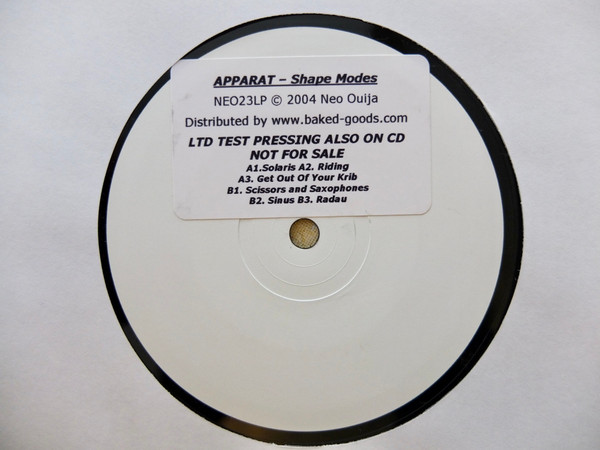 APPARAT – Shape Modes
NEO23LP © 2004 Neo Ouija
Distributed by www.baked-goods.com
LTD TEST PRESSING ALSO ON CD
NOT FOR SALE
A1.Solaris A2. Riding
A3. Get Out Of Your Krib
B1. Scissors and Saxophones
B2. Sinus B3. Radau